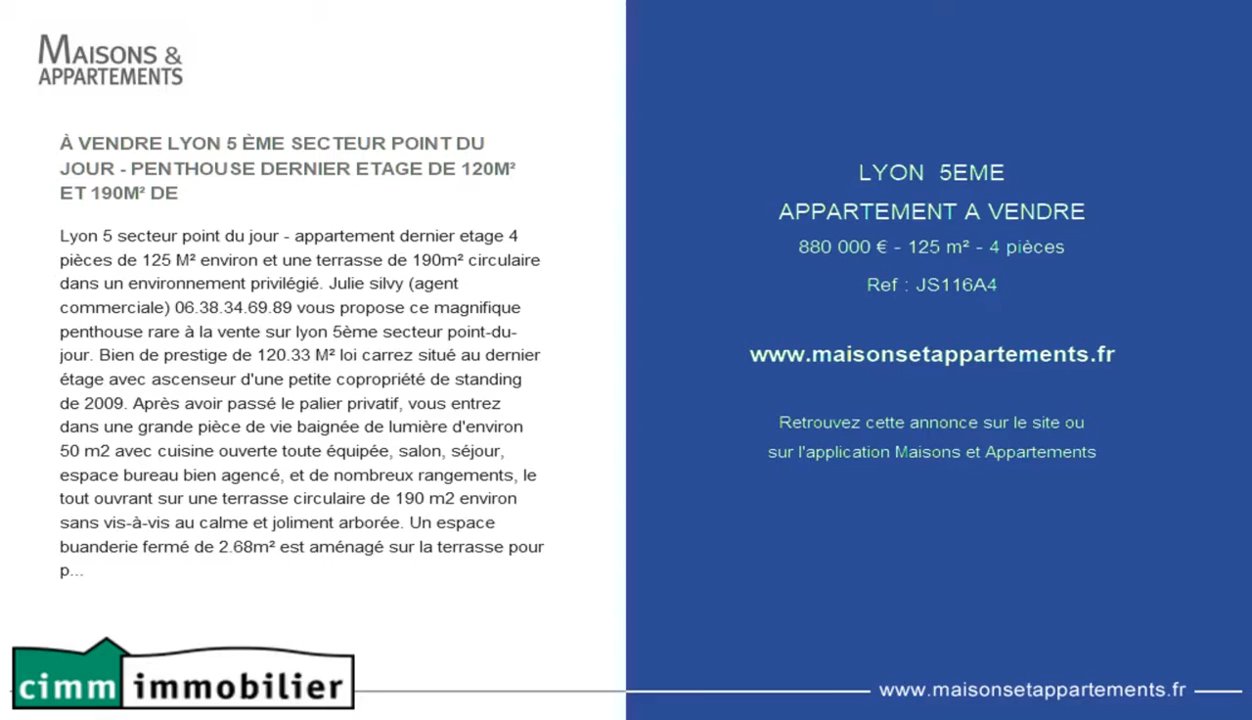 MAISONS &
APPARTEMENTS
À VENDRE LYON 5 ÈME SECTEUR POINT DU
JOUR - PENTHOUSE DERNIER ETAGE DE 120M²
ET 190M² DE
Lyon 5 secteur point du jour - appartement dernier etage 4
pièces de 125 M² environ et une terrasse de 190m² circulaire
dans un environnement privilégié. Julie silvy (agent
commerciale) 06.38.34.69.89 vous propose ce magnifique
penthouse rare à la vente sur lyon 5ème secteur point-du-
jour. Bien de prestige de 120.33 M² loi carrez situé au dernier
étage avec ascenseur d'une petite copropriété de standing
de 2009. Après avoir passé le palier privatif, vous entrez
dans une grande pièce de vie baignée de lumière d'environ
50 m2 avec cuisine ouverte toute équipée, salon, séjour,
espace bureau bien agencé, et de nombreux rangements, le
tout ouvrant sur une terrasse circulaire de 190 m2 environ
sans vis-à-vis au calme et joliment arborée. Un espace
buanderie fermé de 2.68m² est aménagé sur la terrasse pour
p...
cimm immobilier
LYON 5EME
APPARTEMENT A VENDRE
880 000 € - 125 m² - 4 pièces
Ref : JS116A4
www.maisonsetappartements.fr
Retrouvez cette annonce sur le site ou
sur l'application Maisons et Appartements
www.maisonsetappartements.fr